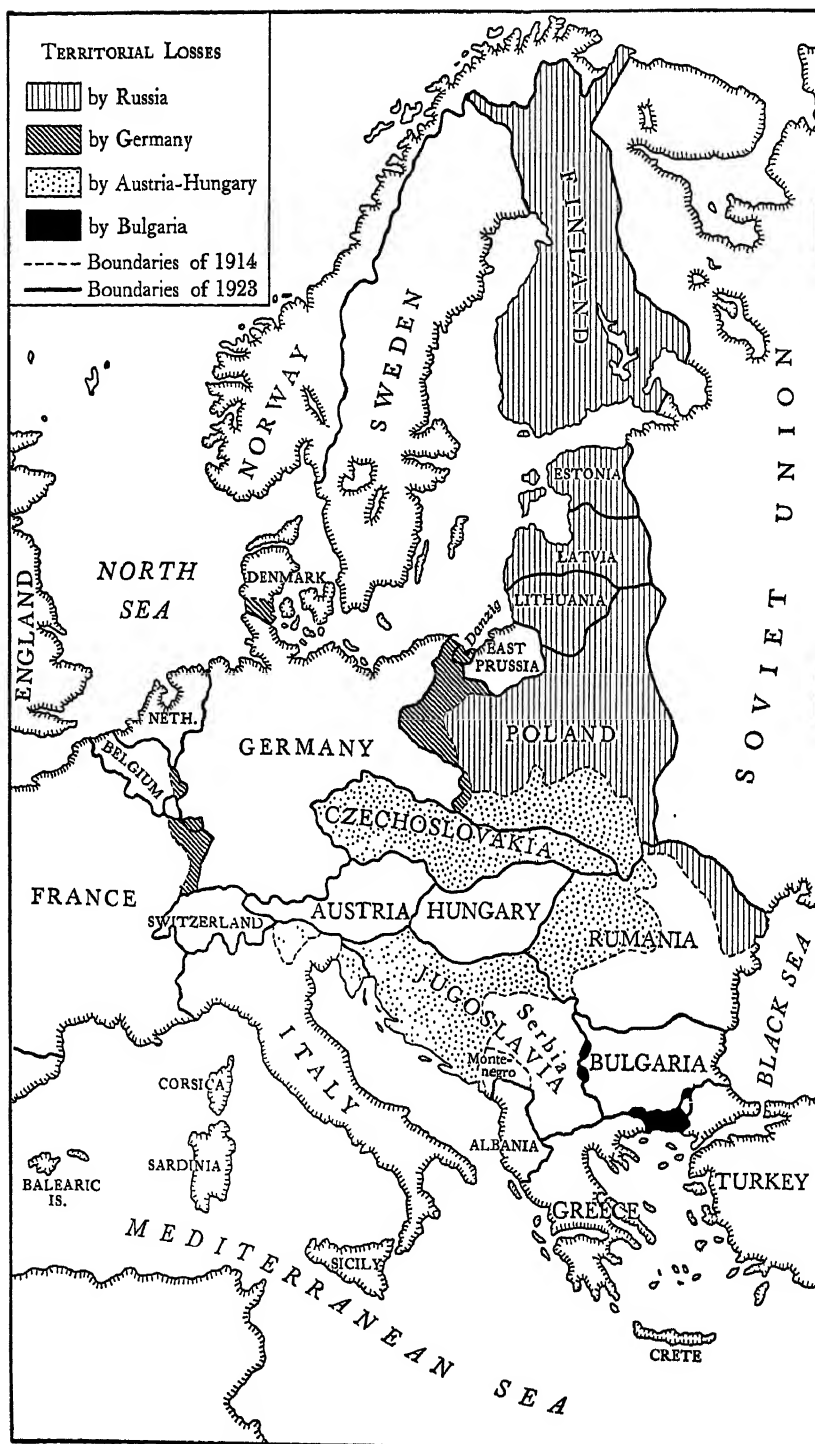 TERRITORIAL LOSSES
by Russia
by Germany
by Austria-Hungary
by Bulgaria
Boundaries of 1914
Boundaries of 1923
FINLAND
NORWAY
SWEDEN
SOVIET UNION
ESTONIA
LATVIA
LITHUANIA
NORTH
SEA
DENMARK
ENGLAND
Danzig
EAST
PRUSSIA
NETH.
BELGIUM
GERMANY
POLAND
CZECHOSLOVAKIA
FRANCE
SWITZERLAND
AUSTRIA
HUNGARY
RUMANIA
JUGOSLAVIA
Serbia
Monte-
negro
BLACK SEA
ITALY
BULGARIA
CORSICA
ALBANIA
SARDINIA
BALEARIC
IS.
TURKEY
GREECE
MEDITERRANEAN SEA
SICILY
CRETE